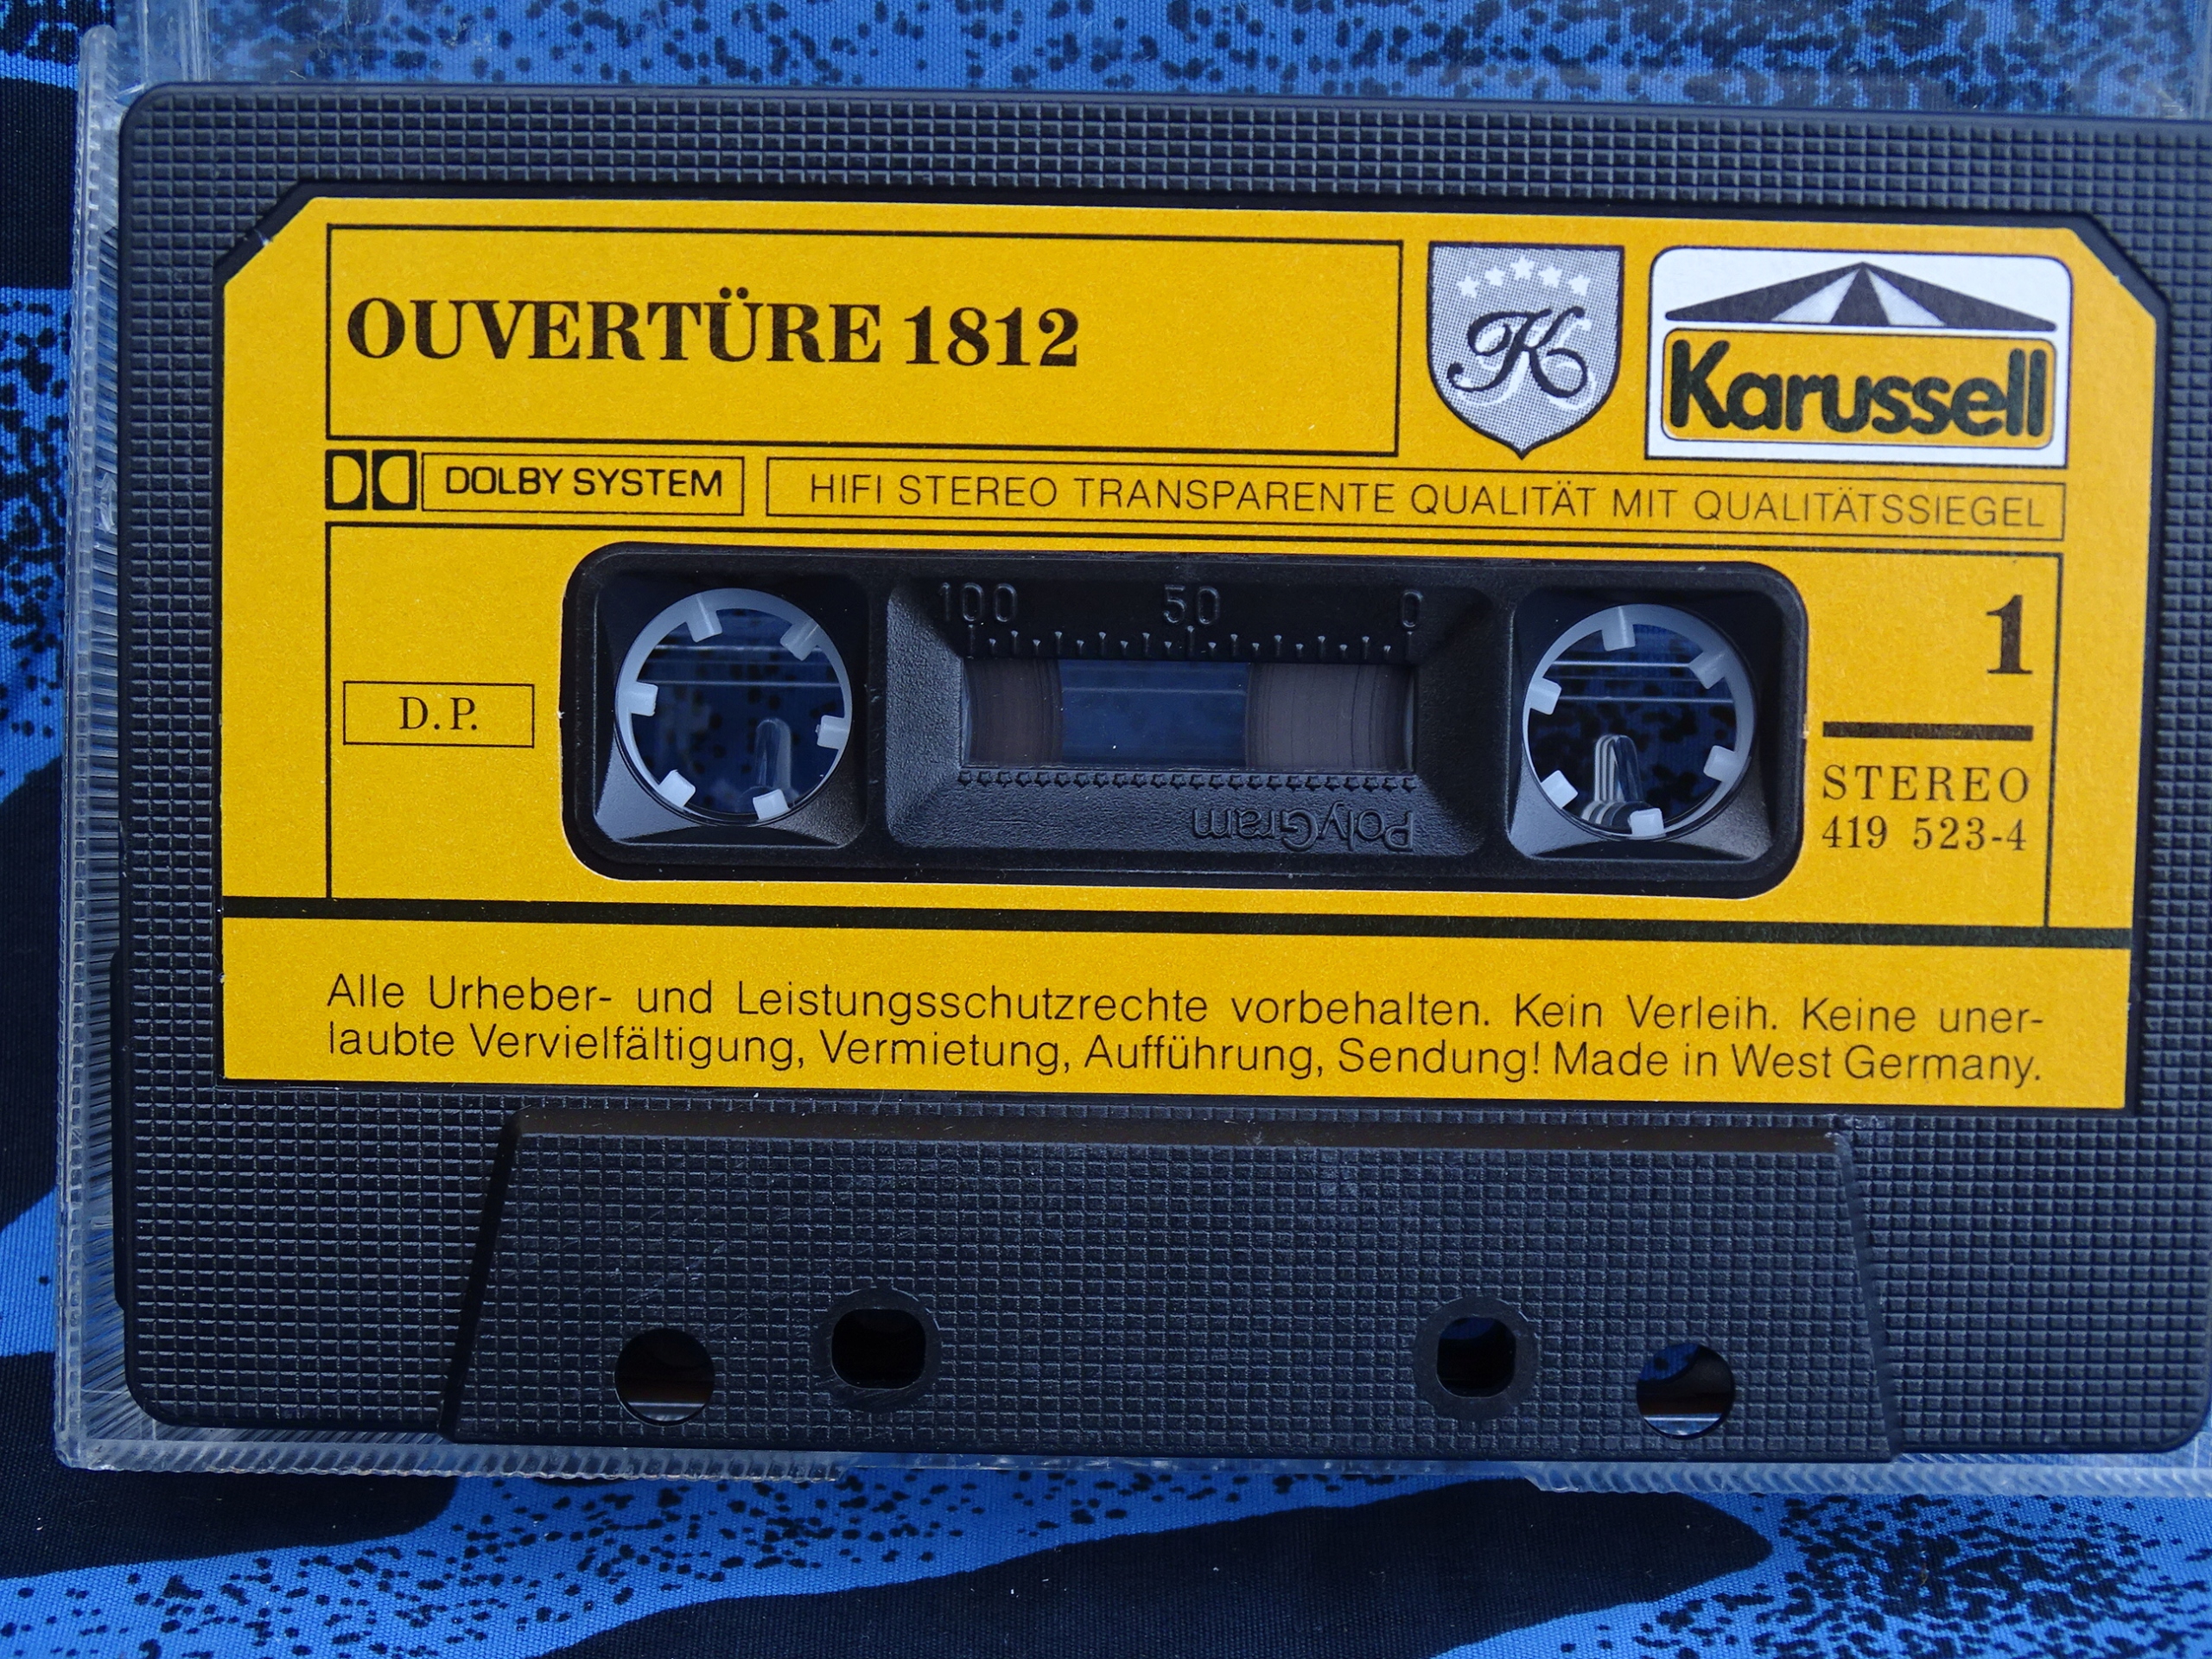 OUVERTÜRE 1812
K
Karussell
DOLBY SYSTEM
HIFI STEREO TRANSPARENTE QUALITÄT MIT QUALITÄTSSIEGEL
100 50 0
1
D.P.
STEREO
419 523-4
PolyGram
Alle Urheber- und Leistungsschutzrechte vorbehalten. Kein Verleih. Keine uner-
laubte Vervielfältigung, Vermietung, Aufführung, Sendung! Made in West Germany.